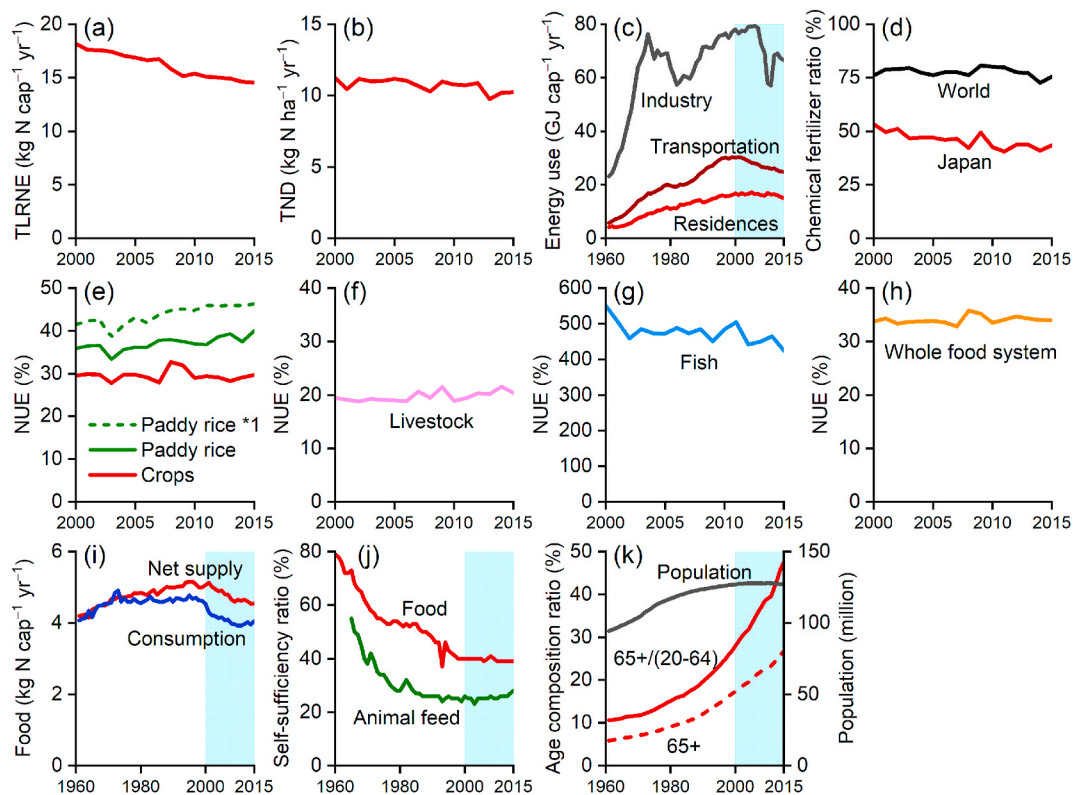 (a)
TLRNE (kg N cap⁻¹ yr⁻¹)
20
15
10
5
0
2000 2005 2010 2015
(b)
TND (kg N ha⁻¹ yr⁻¹)
15
10
5
0
2000 2005 2010 2015
(c)
Energy use (GJ cap⁻¹ yr⁻¹)
80
60
40
20
0
Industry
Transportation
Residences
1960 1980 2000 2015
(d)
Chemical fertilizer ratio (%)
100
75
50
25
0
World
Japan
2000 2005 2010 2015
(e)
NUE (%)
50
40
30
20
10
0
Paddy rice *1
Paddy rice
Crops
2000 2005 2010 2015
(f)
NUE (%)
40
30
20
10
0
Livestock
2000 2005 2010 2015
(g)
NUE (%)
600
500
400
300
200
100
0
Fish
2000 2005 2010 2015
(h)
NUE (%)
40
30
20
10
0
Whole food system
2000 2005 2010 2015
(i)
Food (kg N cap⁻¹ yr⁻¹)
6
4
2
0
Net supply
Consumption
1960 1980 2000 2015
(j)
Self-sufficiency ratio (%)
80
60
40
20
0
Food
Animal feed
1960 1980 2000 2015
(k)
Age composition ratio (%)
50
40
30
20
10
0
Population
65+/(20-64)
65+
150
100
50
0
Population (million)
1960 1980 2000 2015